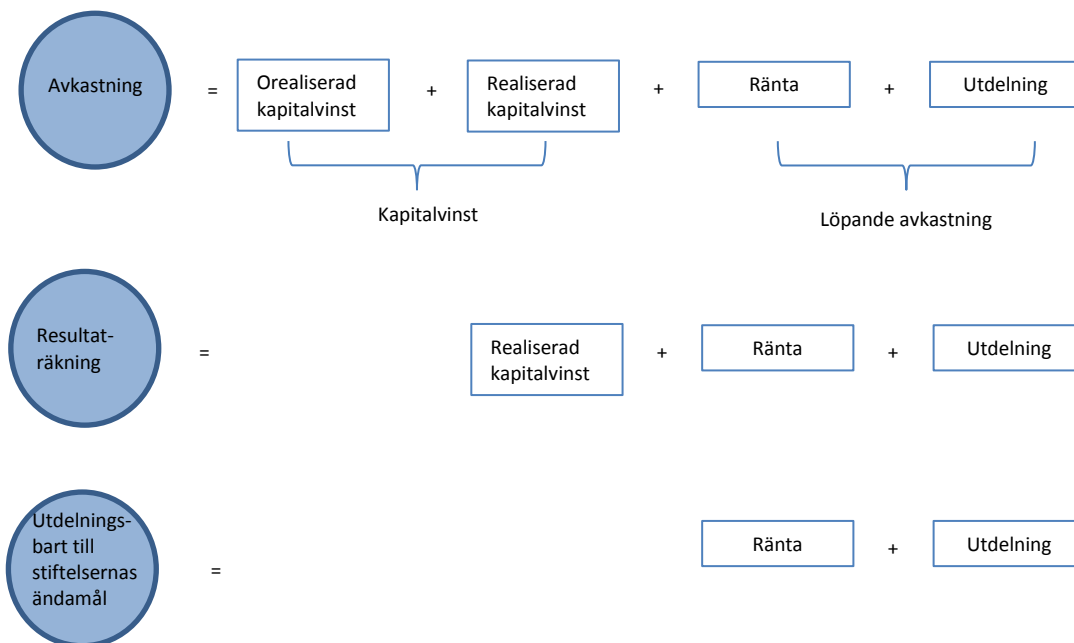 Avkastning
=
Orealiserad
kapitalvinst
+
Realiserad
kapitalvinst
+
Ränta
+
Utdelning
Kapitalvinst
Löpande avkastning
Resultat-
räkning
=
Realiserad
kapitalvinst
+
Ränta
+
Utdelning
Utdelnings-
bart till
stiftelsernas
ändamål
=
Ränta
+
Utdelning